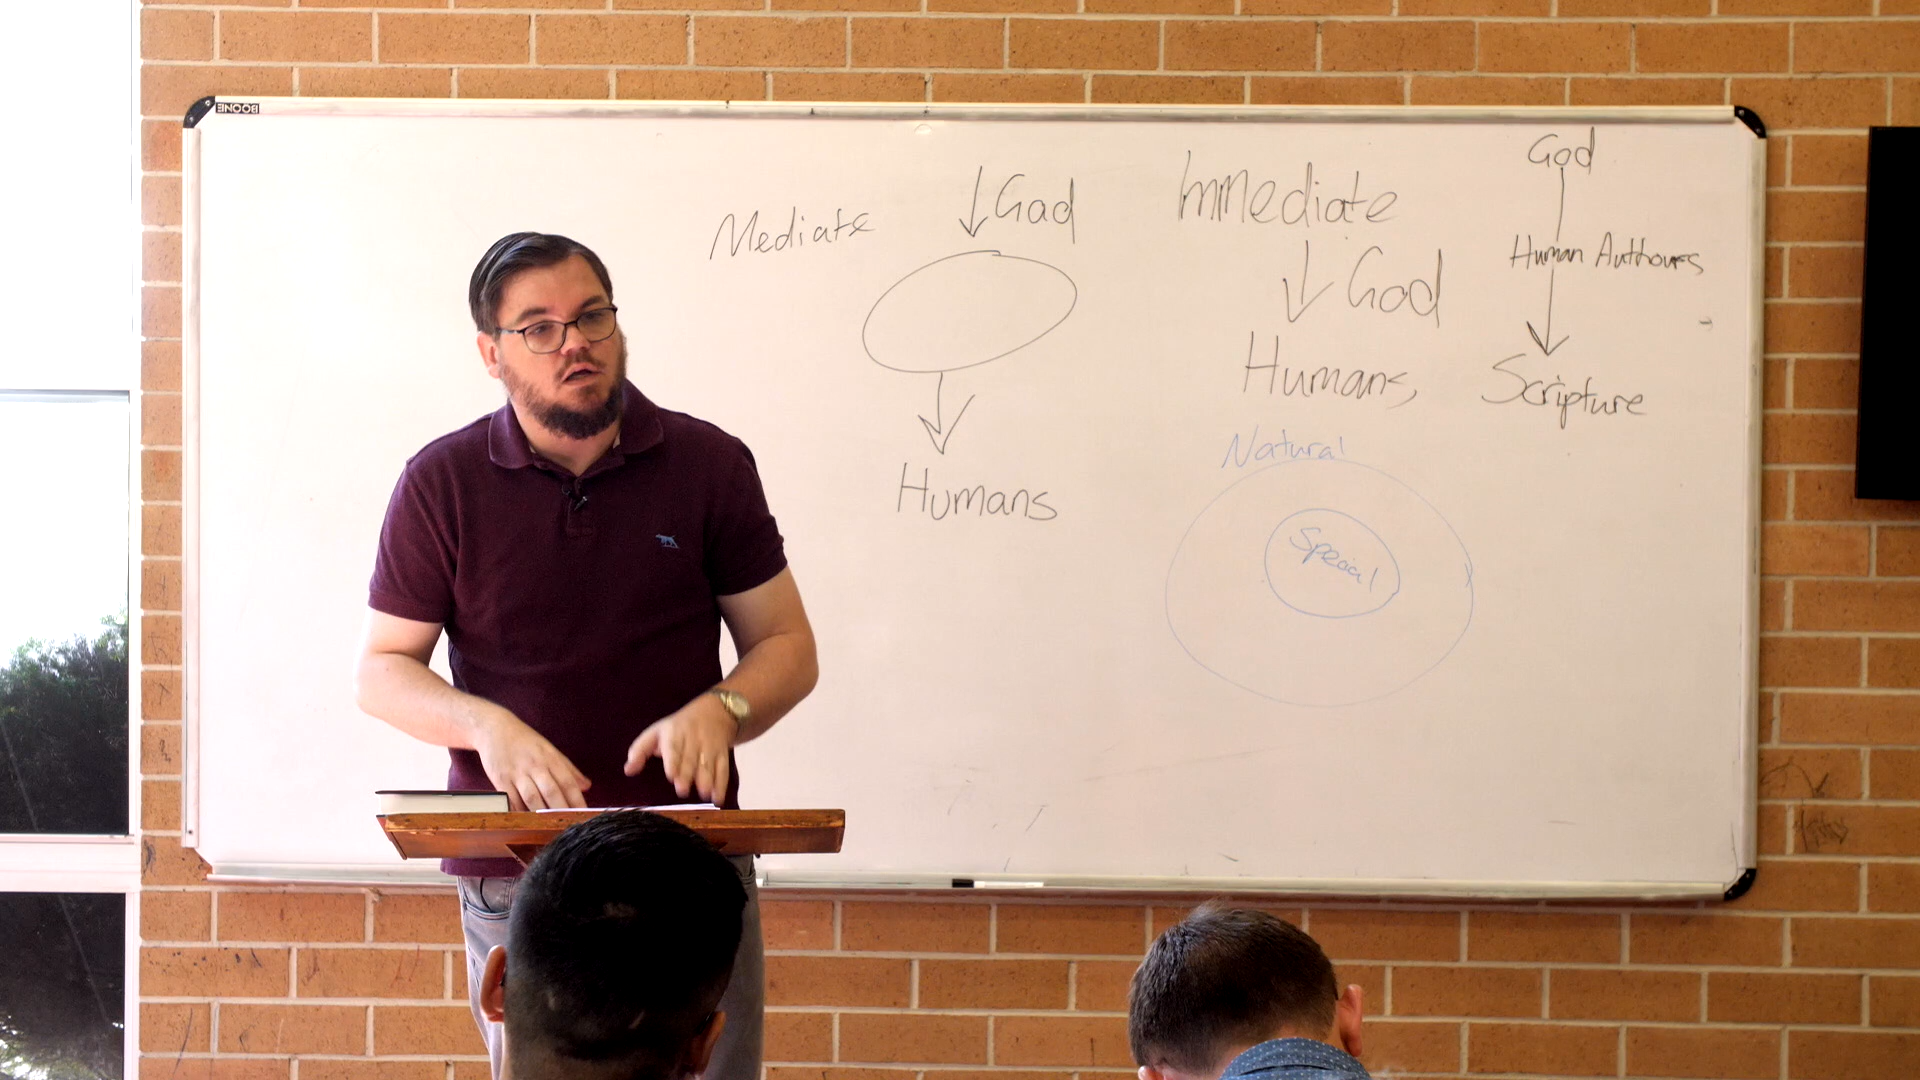 BOONE
Mediate
God
Humans
Immediate
God
Humans
God
Human Authours
Scripture
Natural
Special